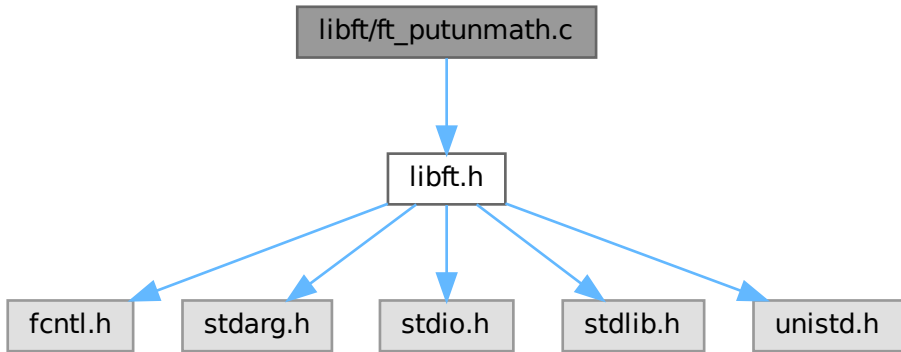 libft/ft_putunmath.c
libft.h
fcntl.h
stdarg.h
stdio.h
stdlib.h
unistd.h